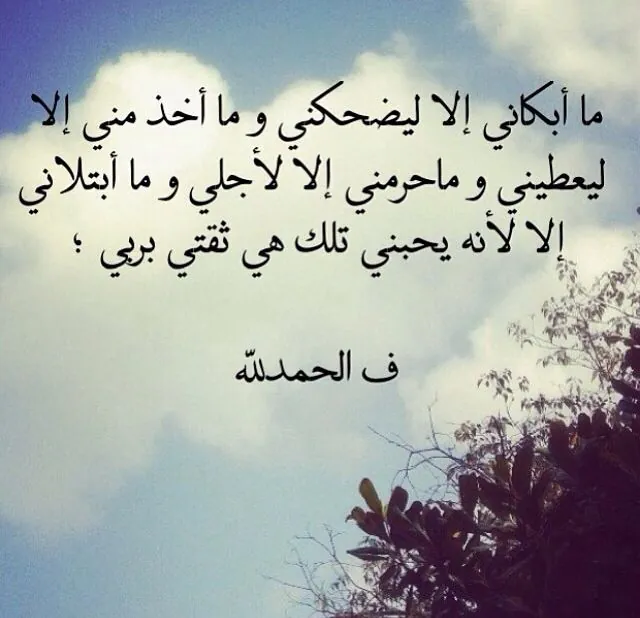 ما أبكاني إلا ليضحكني و ما أخذ مني إلا
ليعطيني و ماحرمني إلا لأجلي و ما أبتلاني
إلا لأنه يحبني تلك هي ثقتي بربي ؛
ف الحمدلله